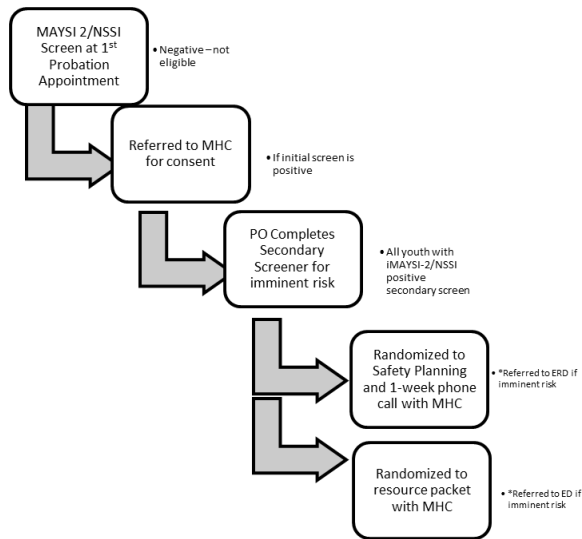 MAYSI 2/NSSI
Screen at 1st
Probation
Appointment
• Negative – not
eligible
Referred to MHC
for consent
• If initial screen is
positive
PO Completes
Secondary
Screener for
imminent risk
• All youth with
iMAYSI-2/NSSI
positive
secondary screen
Randomized to
Safety Planning
and 1-week phone
call with MHC
• *Referred to ERD if
imminent risk
Randomized to
resource packet
with MHC
• *Referred to ED if
imminent risk